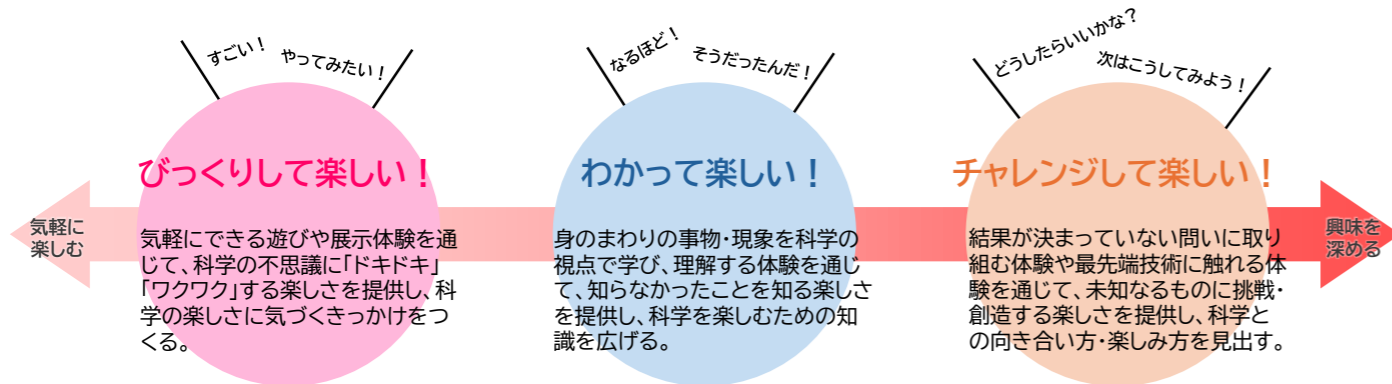 すごい！
やってみたい！
なるほど！
そうだったんだ！
どうしたらいいかな？
次はこうしてみよう！
びっくりして楽しい！
わかって楽しい！
チャレンジして楽しい！
気軽に
楽しむ
気軽にできる遊びや展示体験を通
じて、科学の不思議に「ドキドキ」
「ワクワク」する楽しさを提供し、科
学の楽しさに気づくきっかけをつ
くる。
身のまわりの事物・現象を科学の
視点で学び、理解する体験を通じ
て、知らなかったことを知る楽しさ
を提供し、科学を楽しむための知
識を広げる。
結果が決まっていない問いに取り
組む体験や最先端技術に触れる体
験を通じて、未知なるものに挑戦・
創造する楽しさを提供し、科学と
の向き合い方・楽しみ方を見出す。
興味を
深める